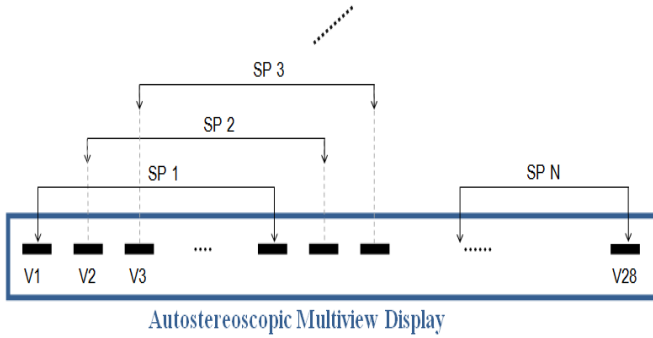 SP 3
SP 2
SP 1
SP N
V1 V2 V3 .... ...... V28
Autostereoscopic Multiview Display